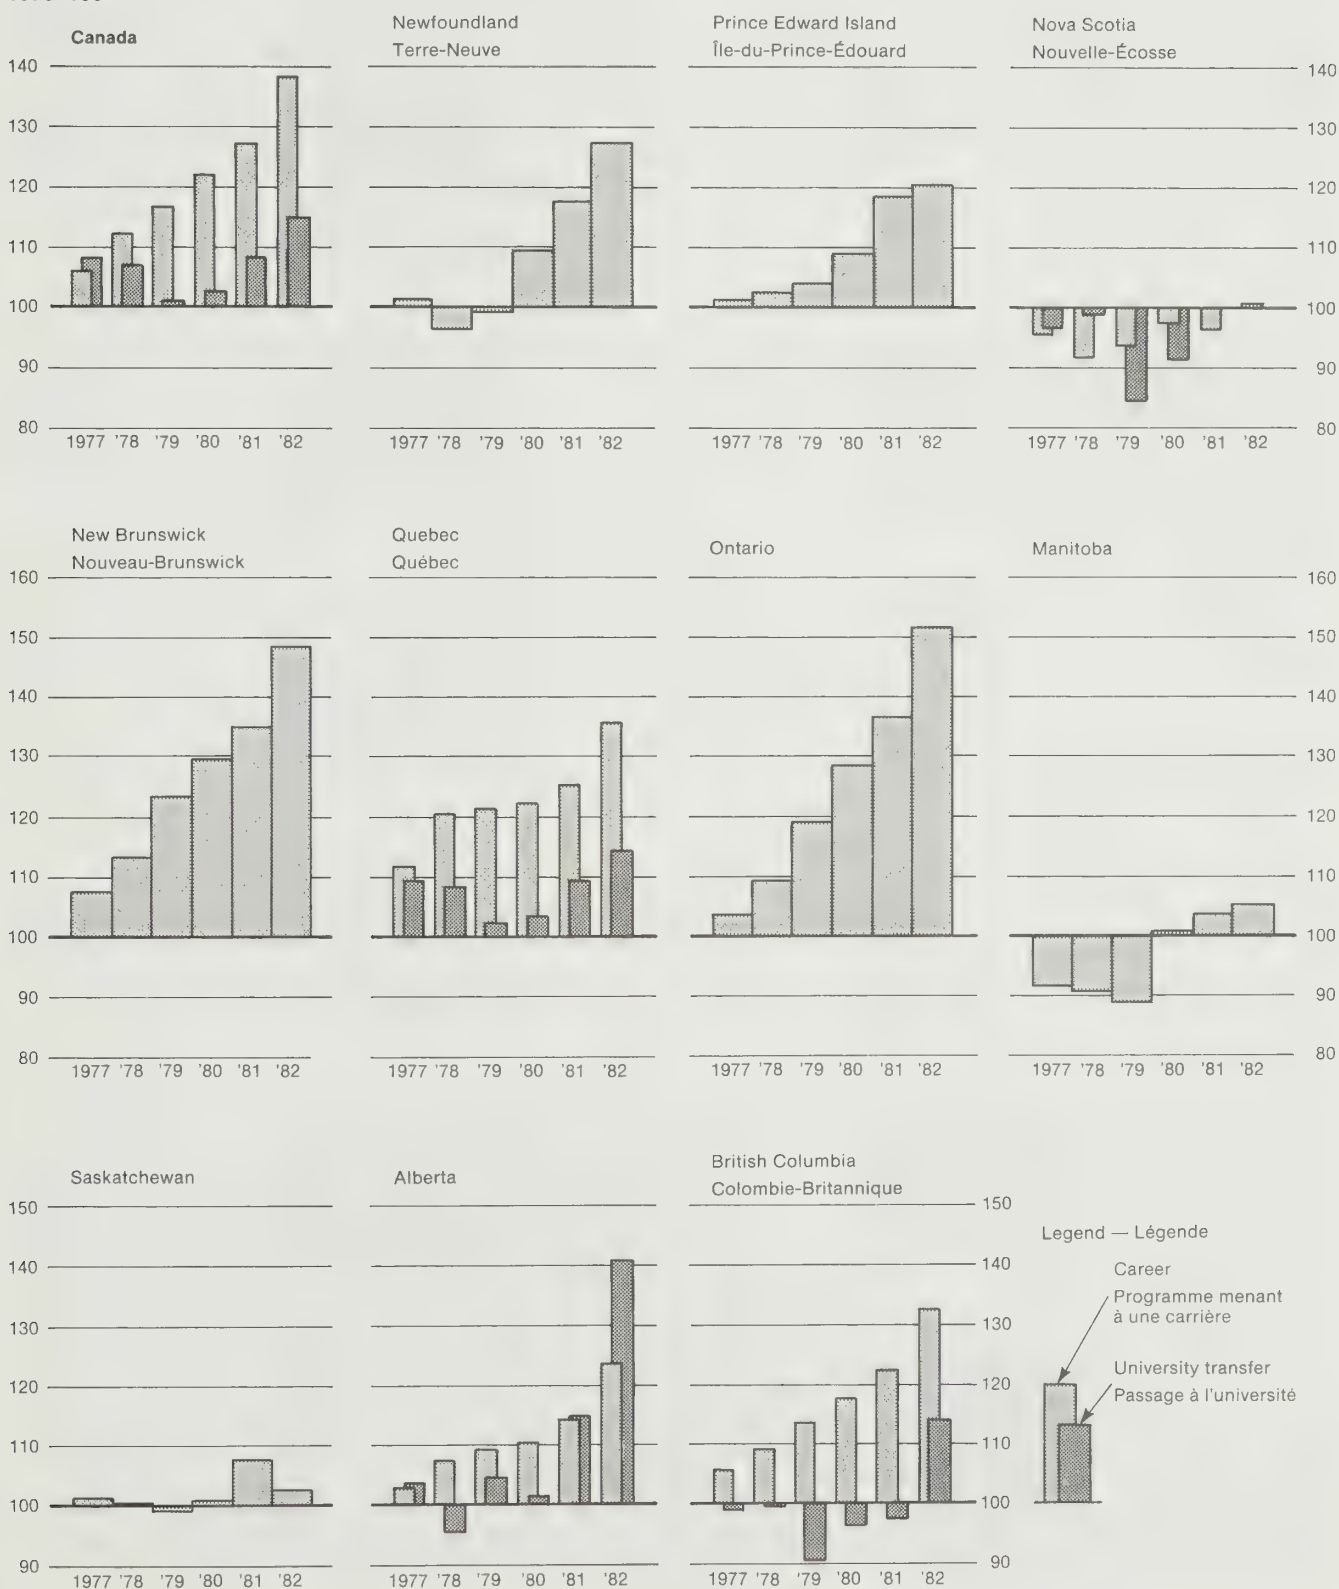 Canada
Newfoundland
Terre-Neuve
Prince Edward Island
Île-du-Prince-Édouard
Nova Scotia
Nouvelle-Écosse
140
130
120
110
100
90
80
140
130
120
110
100
90
80
1977 '78 '79 '80 '81 '82
1977 '78 '79 '80 '81 '82
1977 '78 '79 '80 '81 '82
1977 '78 '79 '80 '81 '82
New Brunswick
Nouveau-Brunswick
Quebec
Québec
Ontario
Manitoba
160
150
140
130
120
110
100
90
80
160
150
140
130
120
110
100
90
80
1977 '78 '79 '80 '81 '82
1977 '78 '79 '80 '81 '82
1977 '78 '79 '80 '81 '82
1977 '78 '79 '80 '81 '82
Saskatchewan
Alberta
British Columbia
Colombie-Britannique
150
140
130
120
110
100
90
150
140
130
120
110
100
90
1977 '78 '79 '80 '81 '82
1977 '78 '79 '80 '81 '82
1977 '78 '79 '80 '81 '82
Legend — Légende
Career
Programme menant
à une carrière
University transfer
Passage à l'université